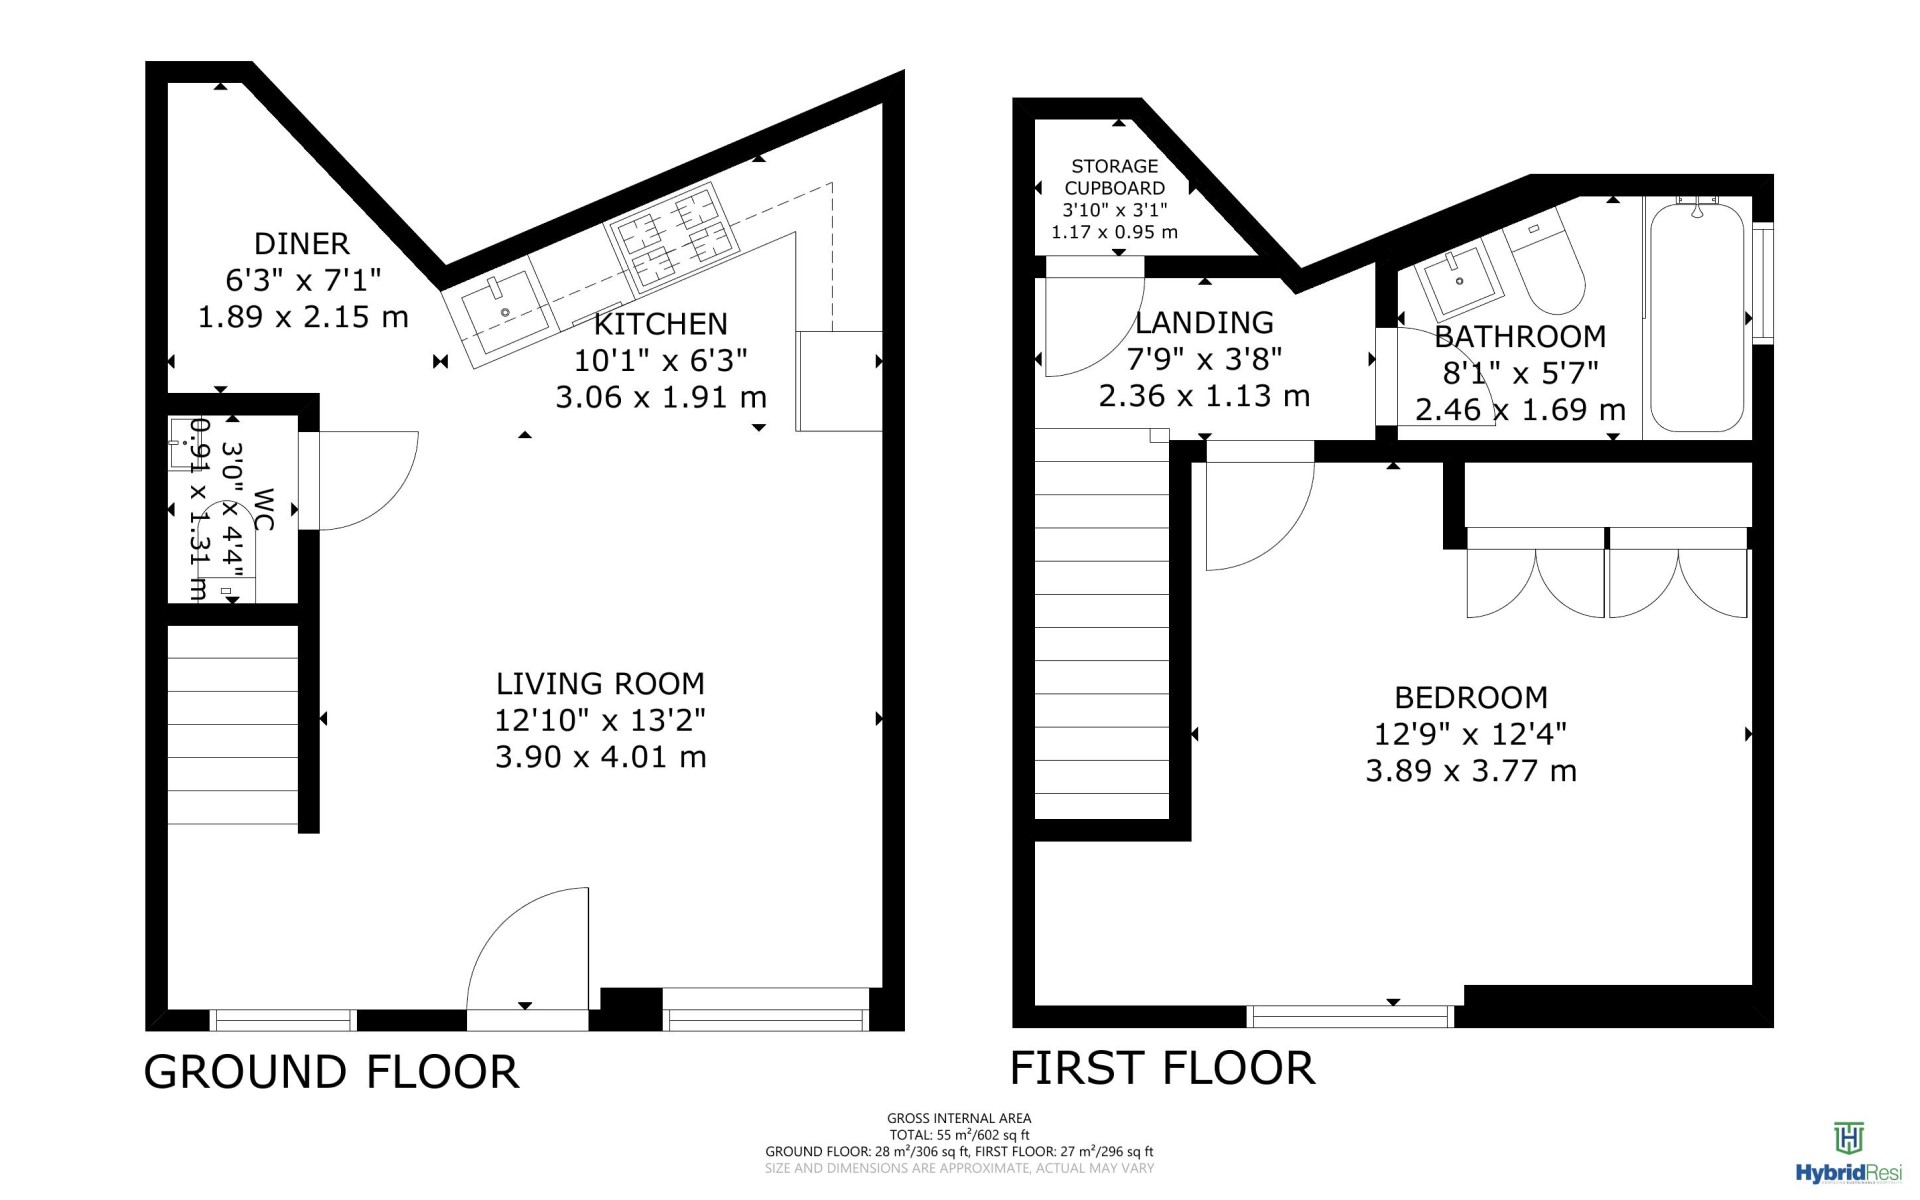 DINER
6'3" x 7'1"
1.89 x 2.15 m
KITCHEN
10'1" x 6'3"
3.06 x 1.91 m
WC
3'0" x 4'4"
0.91 x 1.31 m
LIVING ROOM
12'10" x 13'2"
3.90 x 4.01 m
GROUND FLOOR
STORAGE
CUPBOARD
3'10" x 3'1"
1.17 x 0.95 m
LANDING
7'9" x 3'8"
2.36 x 1.13 m
BATHROOM
8'1" x 5'7"
2.46 x 1.69 m
BEDROOM
12'9" x 12'4"
3.89 x 3.77 m
FIRST FLOOR
GROSS INTERNAL AREA
TOTAL: 55 m²/602 sq ft
GROUND FLOOR: 28 m²/306 sq ft, FIRST FLOOR: 27 m²/296 sq ft
SIZE AND DIMENSIONS ARE APPROXIMATE, ACTUAL MAY VARY
HybridResi